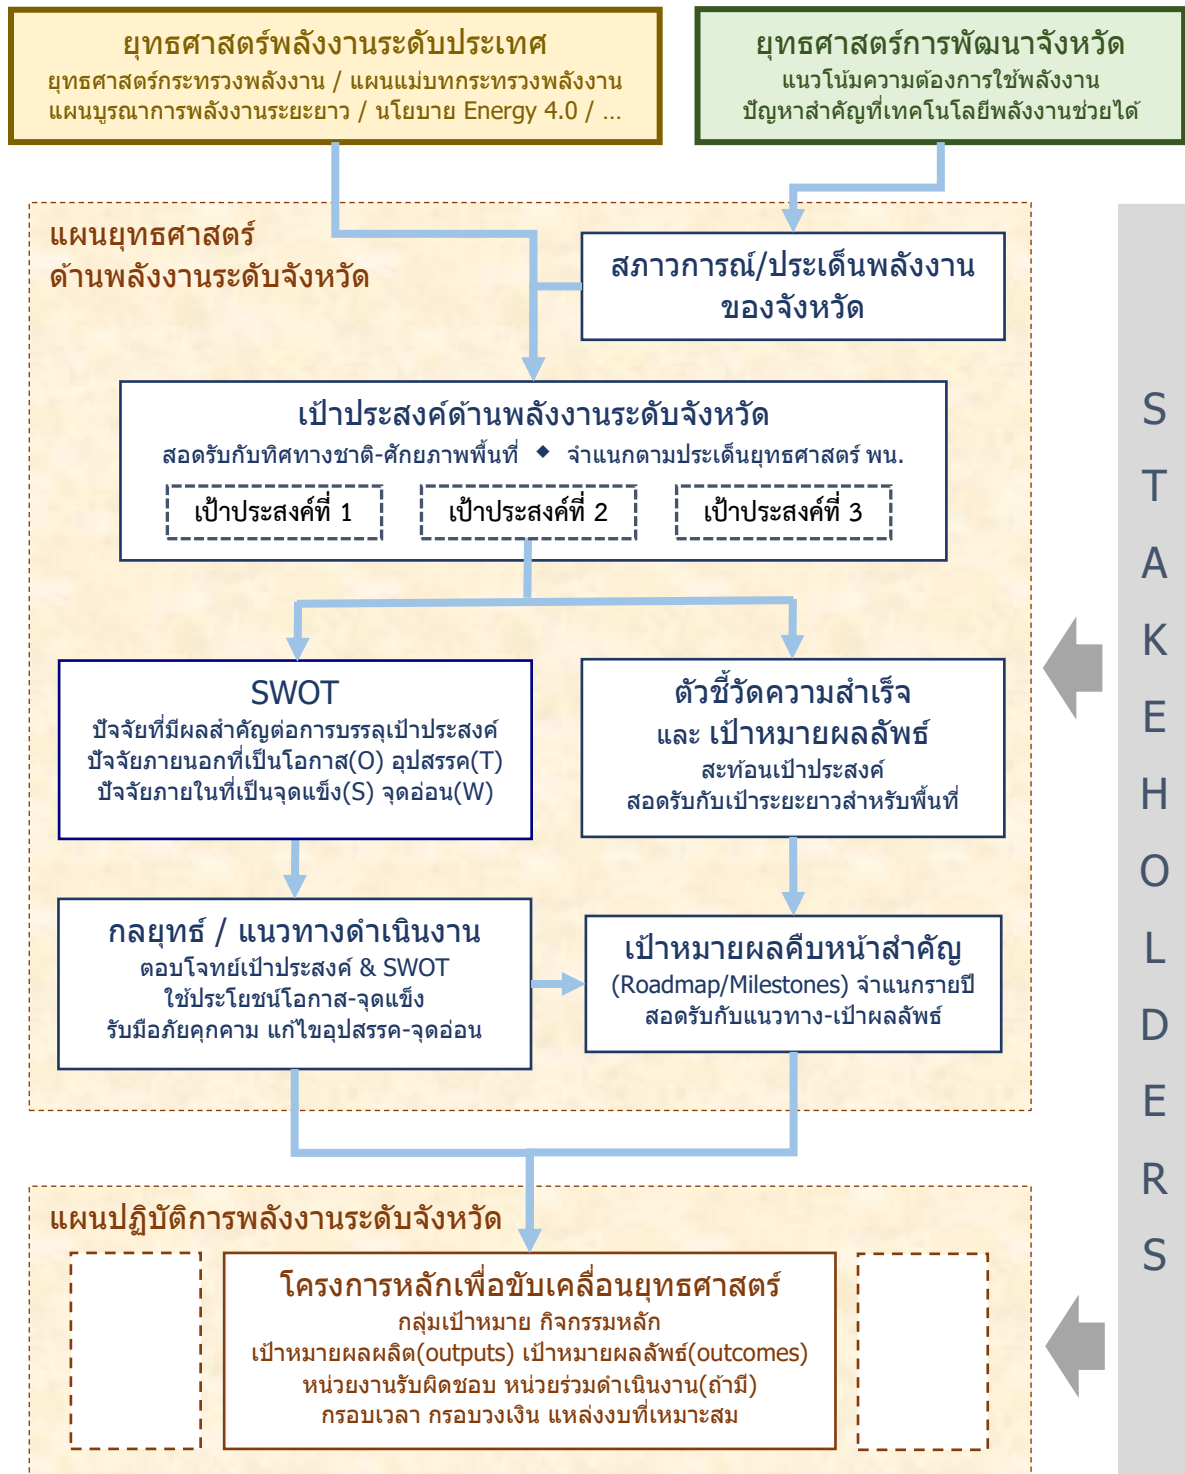 ยุทธศาสตร์พลังงานระดับประเทศ
ยุทธศาสตร์กระทรวงพลังงาน / แผนแม่บทกระทรวงพลังงาน
แผนบูรณาการพลังงานระยะยาว / นโยบาย Energy 4.0 / ...
ยุทธศาสตร์การพัฒนาจังหวัด
แนวโน้มความต้องการใช้พลังงาน
ปัญหาสำคัญที่เทคโนโลยีพลังงานช่วยได้
แผนยุทธศาสตร์
ด้านพลังงานระดับจังหวัด
สภาวการณ์/ประเด็นพลังงาน
ของจังหวัด
เป้าประสงค์ด้านพลังงานระดับจังหวัด
สอดรับกับทิศทางชาติ-ศักยภาพพื้นที่ ◆ จำแนกตามประเด็นยุทธศาสตร์ พน.
เป้าประสงค์ที่ 1
เป้าประสงค์ที่ 2
เป้าประสงค์ที่ 3
SWOT
ปัจจัยที่มีผลสำคัญต่อการบรรลุเป้าประสงค์
ปัจจัยภายนอกที่เป็นโอกาส(O) อุปสรรค(T)
ปัจจัยภายในที่เป็นจุดแข็ง(S) จุดอ่อน(W)
ตัวชี้วัดความสำเร็จ
และ เป้าหมายผลลัพธ์
สะท้อนเป้าประสงค์
สอดรับกับเป้าระยะยาวสำหรับพื้นที่
กลยุทธ์ / แนวทางดำเนินงาน
ตอบโจทย์เป้าประสงค์ & SWOT
ใช้ประโยชน์โอกาส-จุดแข็ง
รับมือภัยคุกคาม แก้ไขอุปสรรค-จุดอ่อน
เป้าหมายผลคืบหน้าสำคัญ
(Roadmap/Milestones) จำแนกรายปี
สอดรับกับแนวทาง-เป้าผลลัพธ์
แผนปฏิบัติการพลังงานระดับจังหวัด
โครงการหลักเพื่อขับเคลื่อนยุทธศาสตร์
กลุ่มเป้าหมาย กิจกรรมหลัก
เป้าหมายผลผลิต(outputs) เป้าหมายผลลัพธ์(outcomes)
หน่วยงานรับผิดชอบ หน่วยร่วมดำเนินงาน(ถ้ามี)
กรอบเวลา กรอบวงเงิน แหล่งงบที่เหมาะสม
STAKEHOLDERS